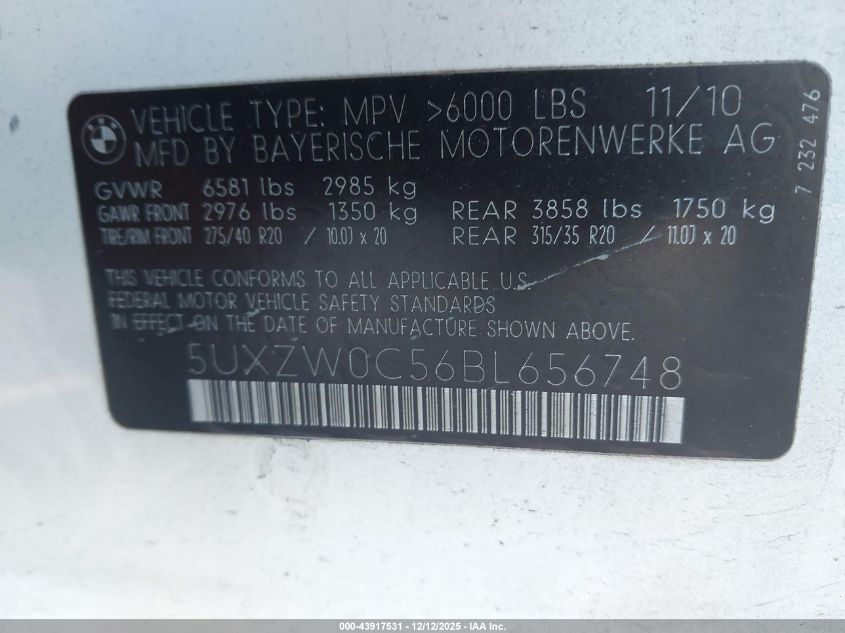 BMW
VEHICLE TYPE: MPV >6000 LBS 11/10
MFD BY BAYERISCHE MOTORENWERKE AG
7 232 476
GVWR 6581 lbs 2985 kg
GAWR FRONT 2976 lbs 1350 kg REAR 3858 lbs 1750 kg
TIRE/RIM FRONT 275/40 R20 / 10.0J x 20 REAR 315/35 R20 / 11.0J x 20
THIS VEHICLE CONFORMS TO ALL APPLICABLE U.S.
FEDERAL MOTOR VEHICLE SAFETY STANDARDS
IN EFFECT ON THE DATE OF MANUFACTURE SHOWN ABOVE.
5UXZW0C56BL656748
000-43917531 - 12/12/2025 - IAA Inc.